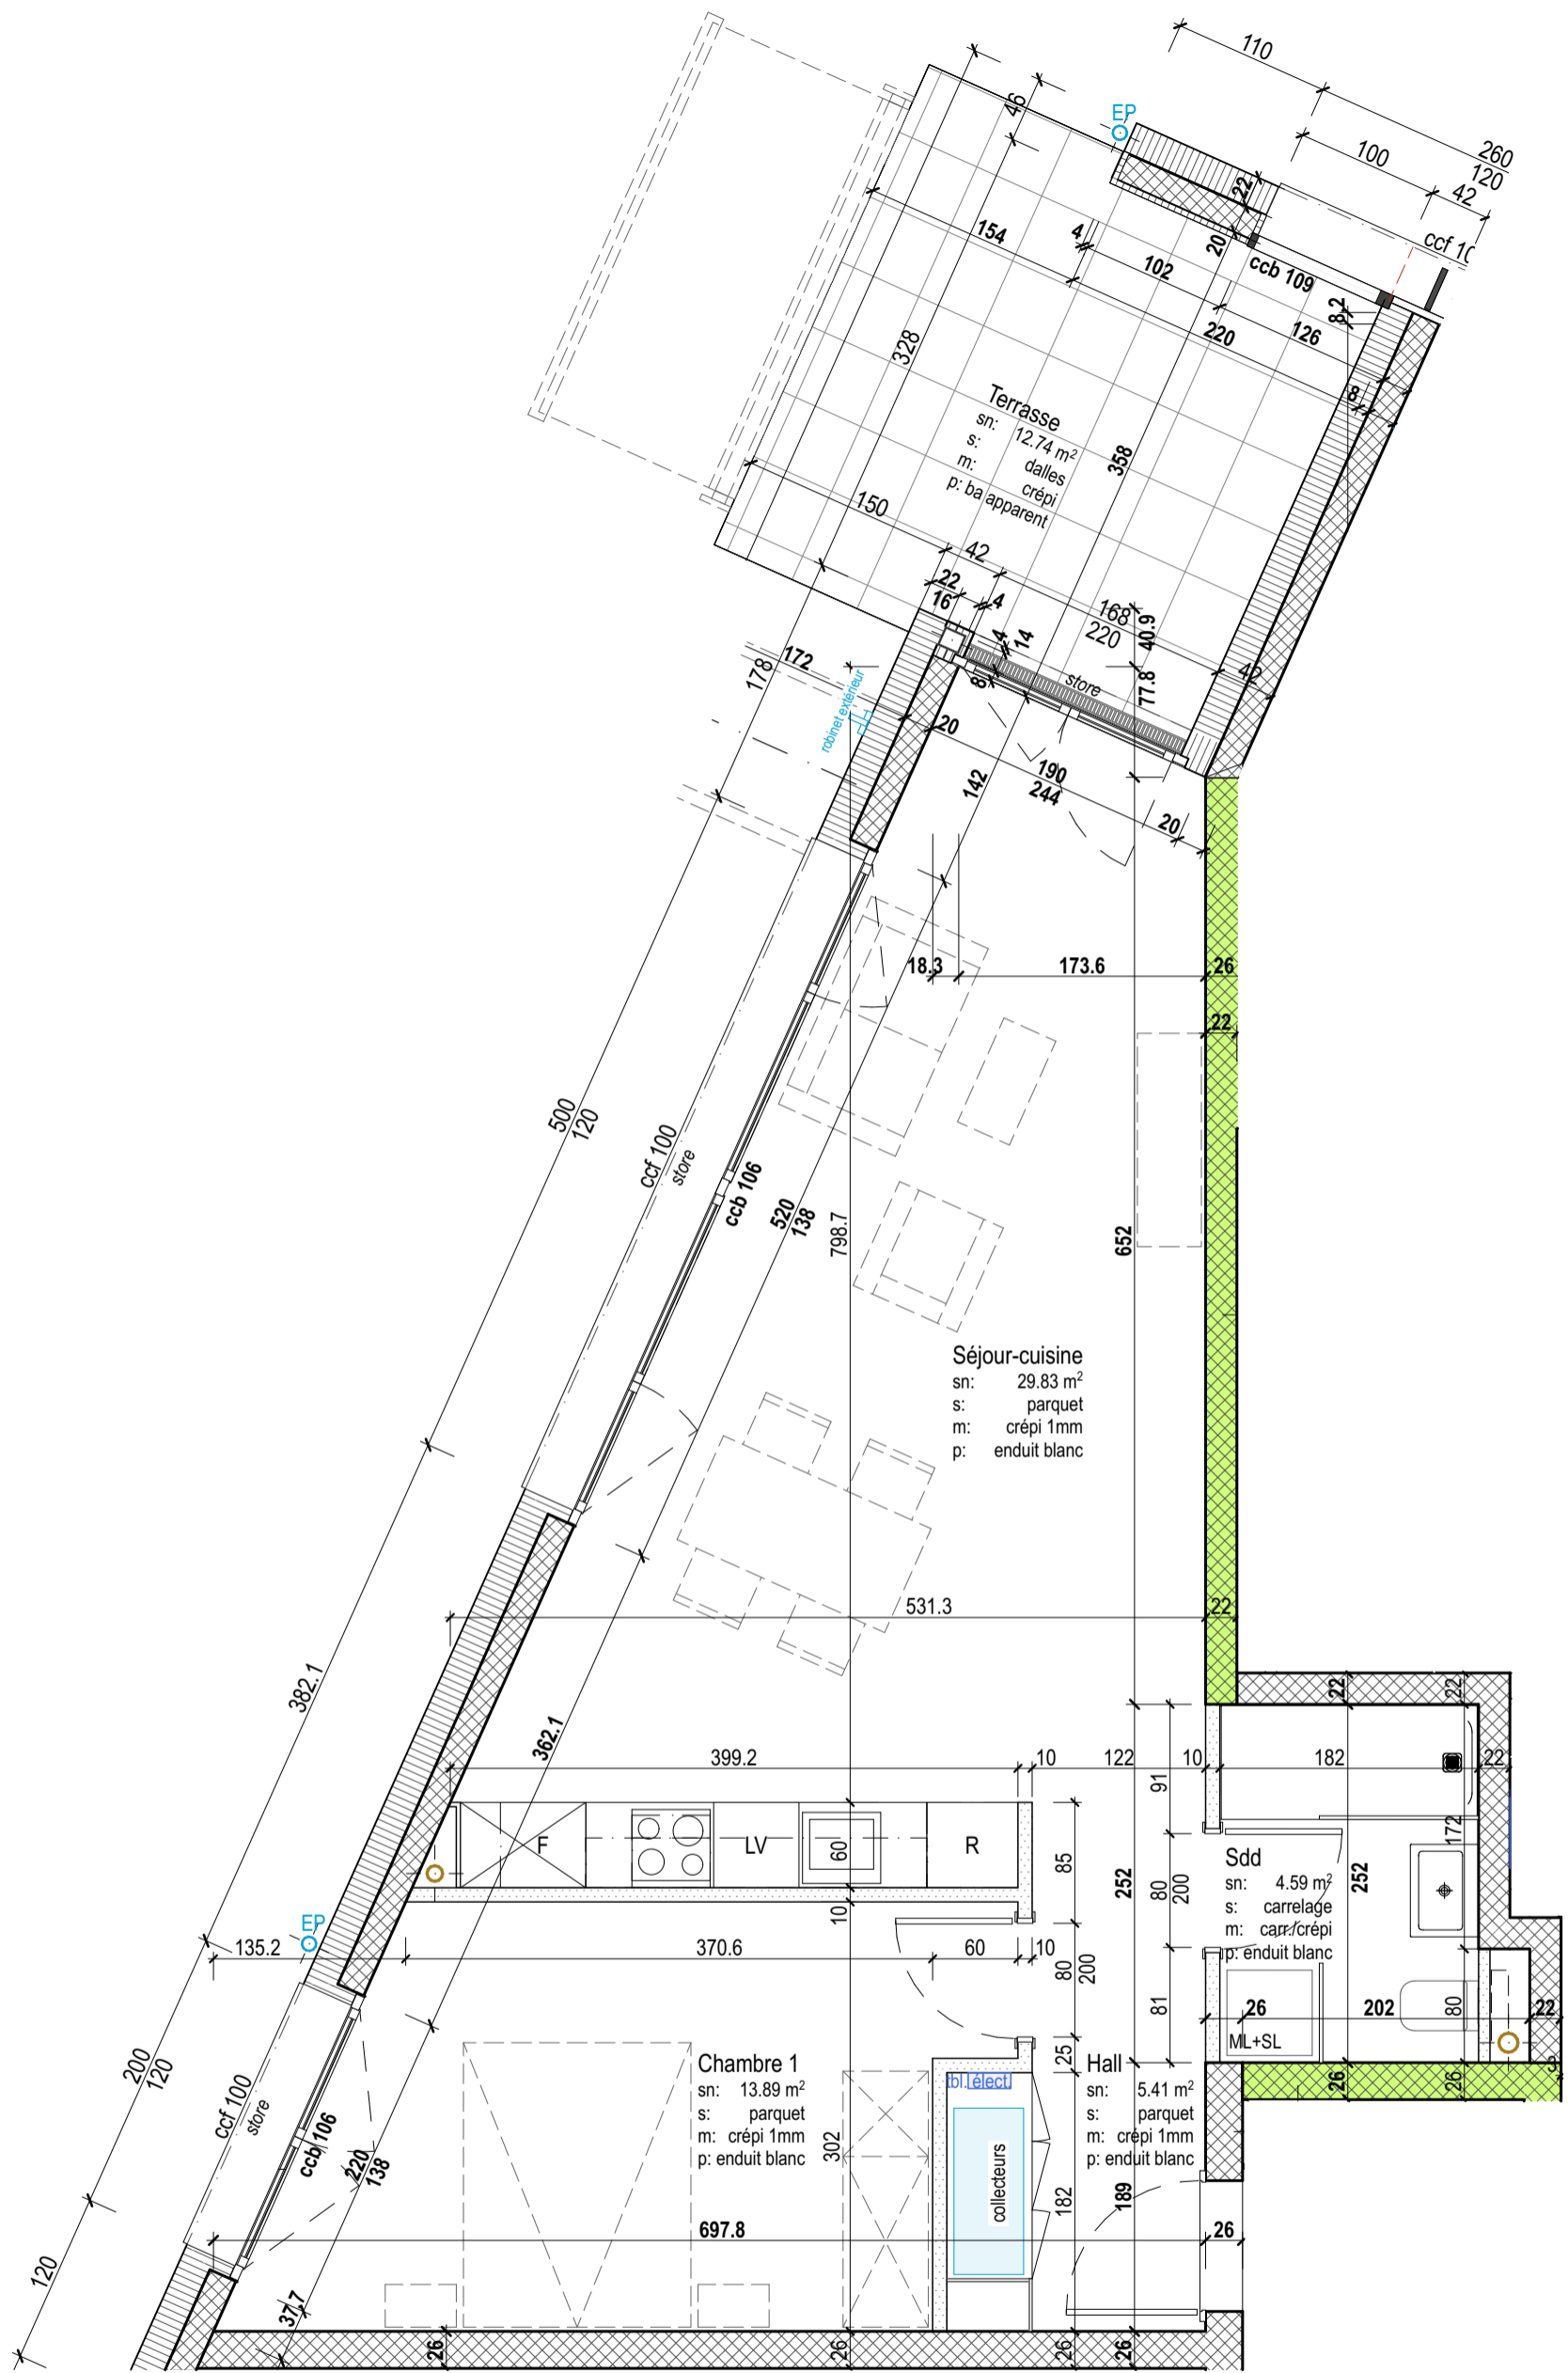 110
46
EP
100
260
120
42
22
154
4
102
20
ccb 109
ccf 10
8.2
220
126
328
8
Terrasse
sn: 12.74 m²
s: dalles
m: crépi
p: ba apparent
358
150
42
22
16
4
4
14
168
220
40.9
172
178
8
store
77.8
42
robinet extérieur
20
142
190
244
20
18.3
173.6
26
22
500
120
ccf 100
store
ccb 106
520
138
798.7
652
Séjour-cuisine
sn: 29.83 m²
s: parquet
m: crépi 1mm
p: enduit blanc
531.3
22
382.1
362.1
22
22
399.2
10
122
10
182
22
91
F
LV
R
60
85
252
80
200
172
252
Sdd
sn: 4.59 m²
s: carrelage
m: carr./crépi
p: enduit blanc
10
EP
135.2
370.6
60
10
80
200
81
26
202
80
22
ML+SL
200
120
ccf 100
store
ccb 106
220
138
Chambre 1
sn: 13.89 m²
s: parquet
m: crépi 1mm
p: enduit blanc
302
25
tbl.élect.
Hall
sn: 5.41 m²
s: parquet
m: crépi 1mm
p: enduit blanc
26
26
collecteurs
182
189
697.8
26
120
37.7
26
26
26
26